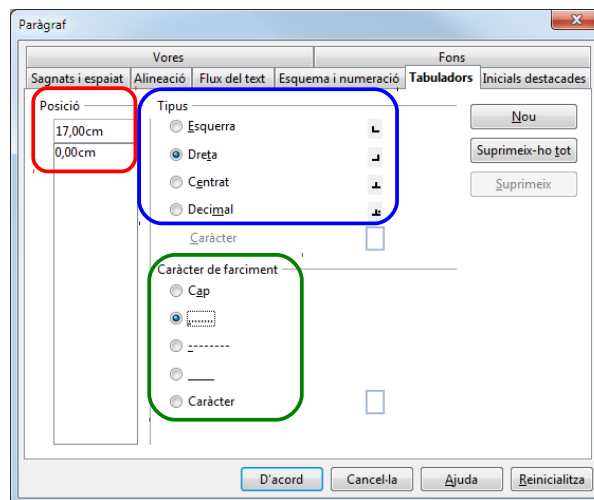 Paràgraf
Vores Fons
Sagnats i espaiat Alineació Flux del text Esquema i numeració Tabuladors Inicials destacades
Posició
17,00cm
0,00cm
Tipus
Esquerra
Dreta
Centrat
Decimal
Caràcter
Caràcter de farciment
Cap
........
--------
____
Caràcter
Nou
Suprimeix-ho tot
Suprimeix
D'acord Cancel·la Ajuda Reinicialitza